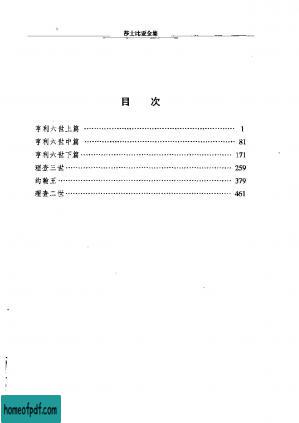 莎士比亚全集
目 次
亨利六世上篇 …………………………………… 1
亨利六世中篇 …………………………………… 81
亨利六世下篇 …………………………………… 171
理查三世 …………………………………… 259
约翰王 …………………………………… 379
理查二世 …………………………………… 461
homeofpdf.com